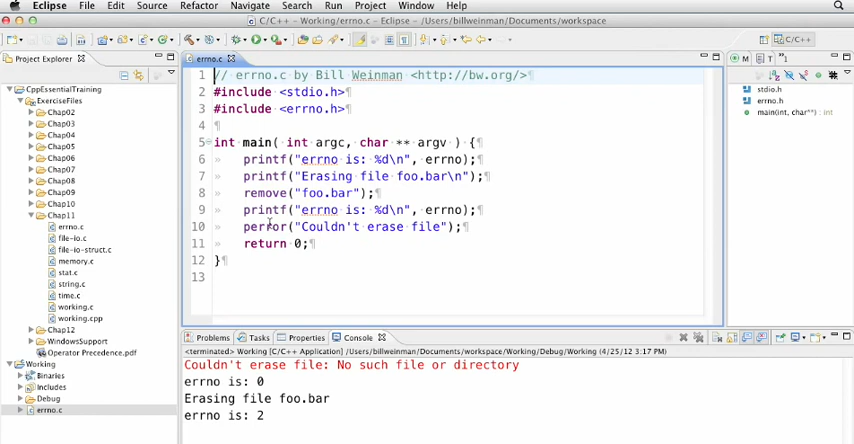 Eclipse File Edit Source Refactor Navigate Search Project Run Window Help
C/C++ - Working/errno.c - Eclipse - /Users/billweinman/Documents/workspace
C/C++
Project Explorer
CppEssentialTraining
ExerciseFiles
Chap02
Chap03
Chap04
Chap05
Chap06
Chap07
Chap08
Chap09
Chap10
Chap11
errno.c
file-io.c
file-io-struct.c
memory.c
stat.c
string.c
time.c
working.c
working.cpp
Chap12
WindowsSupport
Operator Precedence.pdf
Working
Binaries
Includes
Debug
errno.c
errno.c
1 // errno.c by Bill Weinman <http://bw.org/>¶
2 #include <stdio.h>¶
3 #include <errno.h>¶
4 ¶
5 int main( int argc, char ** argv ) {¶
6 » printf("errno is: %d\n", errno);¶
7 » printf("Erasing file foo.bar\n");¶
8 » remove("foo.bar");¶
9 » printf("errno is: %d\n", errno);¶
10 » perror("Couldn't erase file");¶
11 » return 0;¶
12 }¶
13
M T »1
stdio.h
errno.h
main(int, char**) : int
Problems Tasks Properties Console
<terminated> Working [C/C++ Application] /Users/billweinman/Documents/workspace/Working/Debug/Working (4/25/12 3:17 PM)
Couldn't erase file: No such file or directory
errno is: 0
Erasing file foo.bar
errno is: 2